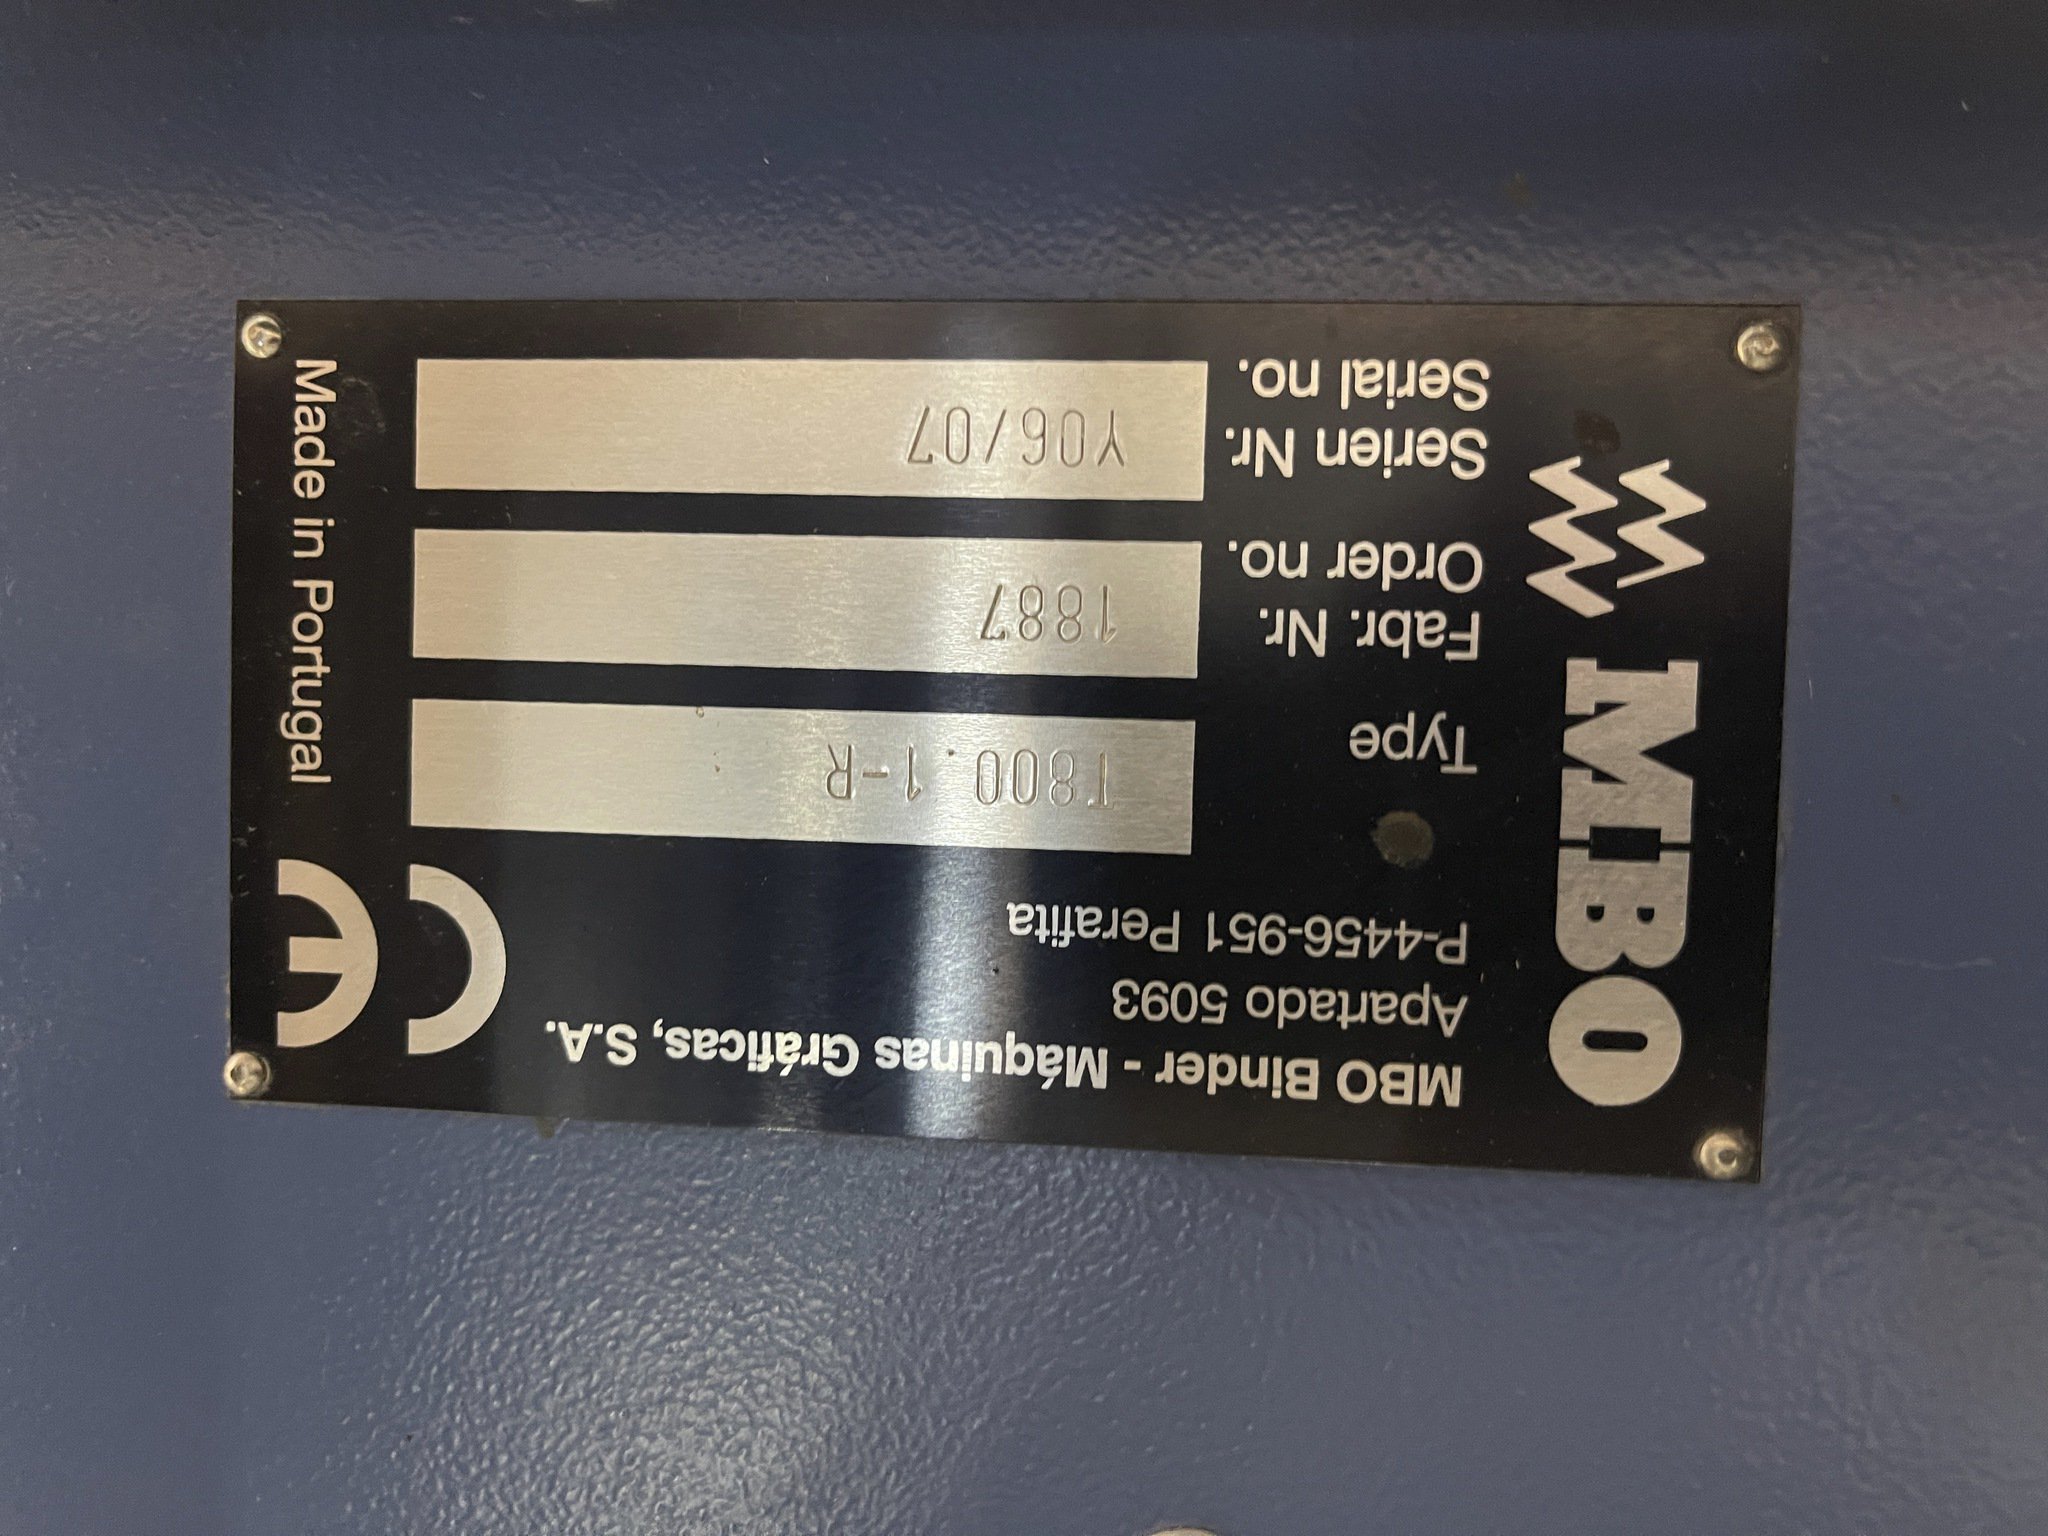 MBO
MBO Binder - Máquinas Gráficas, S.A.
Apartado 5093
P-4456-951 Perafita
Type
T800.1-R
Fabr. Nr.
Order no.
1887
Serien Nr.
Serial no.
Y06/07
CE
Made in Portugal